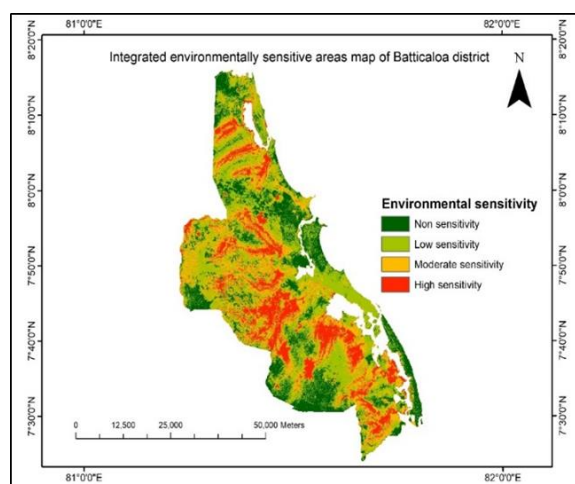 81°0'0"E
82°0'0"E
8°20'0"N
8°20'0"N
Integrated environmentally sensitive areas map of Batticaloa district
N
8°10'0"N
8°10'0"N
8°0'0"N
8°0'0"N
Environmental sensitivity
Non sensitivity
Low sensitivity
Moderate sensitivity
High sensitivity
7°50'0"N
7°50'0"N
7°40'0"N
7°40'0"N
7°30'0"N
7°30'0"N
0 12,500 25,000 50,000 Meters
81°0'0"E
82°0'0"E